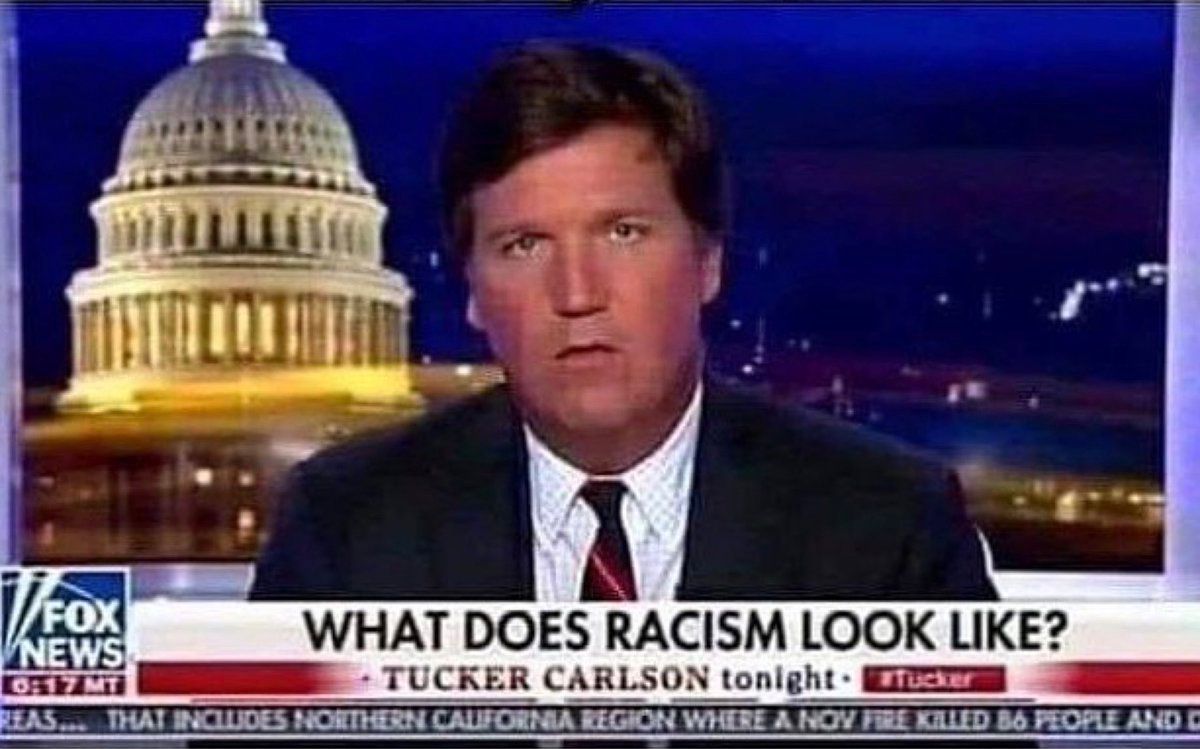 WHAT DOES RACISM LOOK LIKE?
FOX
NEWS
· TUCKER CARLSON tonight · #Tucker
6:17 MT
REAS... THAT INCLUDES NORTHERN CALIFORNIA REGION WHERE A NOV FIRE KILLED 86 PEOPLE AND